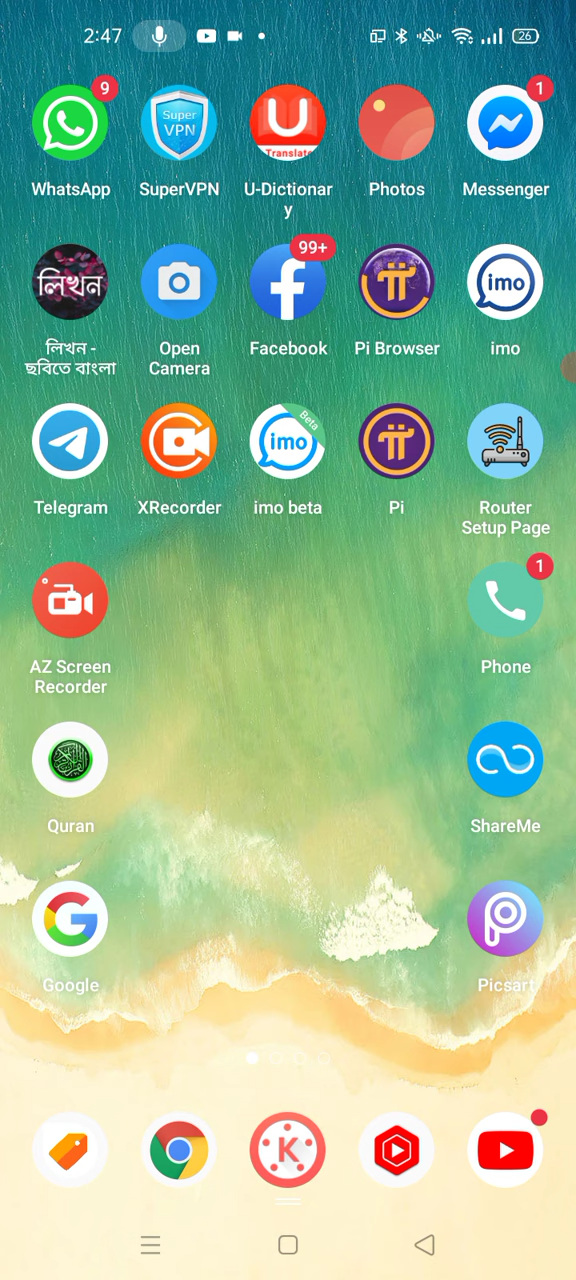 2:47
26
9
1
Super
VPN
U
Translate
WhatsApp
SuperVPN
U-Dictionar
y
Photos
Messenger
99+
লিখন
imo
লিখন -
ছবিতে বাংলা
Open
Camera
Facebook
Pi Browser
imo
Beta
imo
Telegram
XRecorder
imo beta
Pi
Router
Setup Page
1
AZ Screen
Recorder
Phone
Quran
ShareMe
G
P
Google
Picsart
K